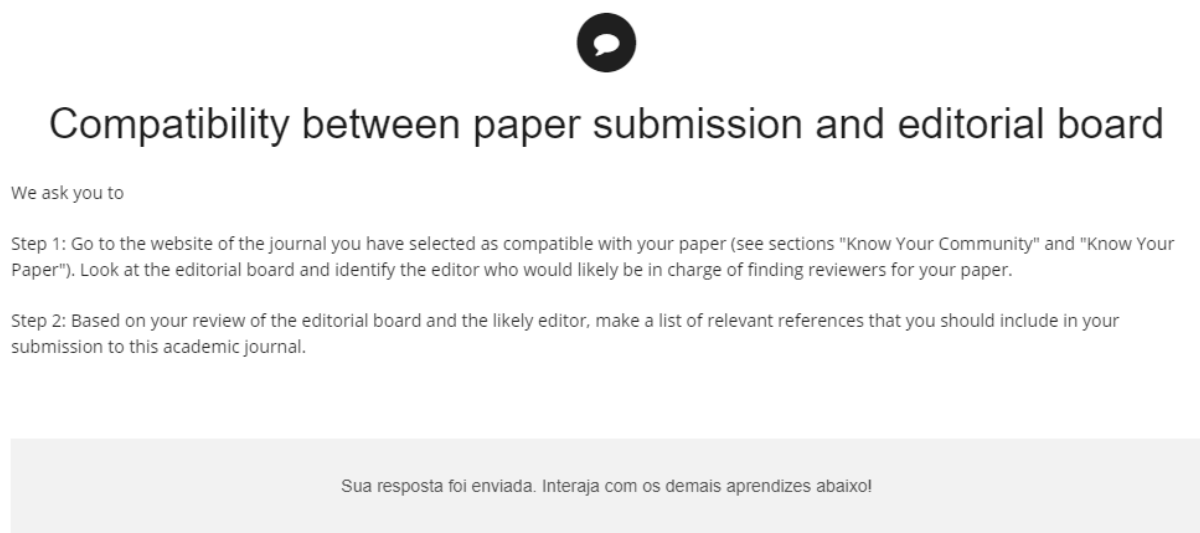 Compatibility between paper submission and editorial board
We ask you to
Step 1: Go to the website of the journal you have selected as compatible with your paper (see sections "Know Your Community" and "Know Your
Paper"). Look at the editorial board and identify the editor who would likely be in charge of finding reviewers for your paper.
Step 2: Based on your review of the editorial board and the likely editor, make a list of relevant references that you should include in your
submission to this academic journal.
Sua resposta foi enviada. Interaja com os demais aprendizes abaixo!